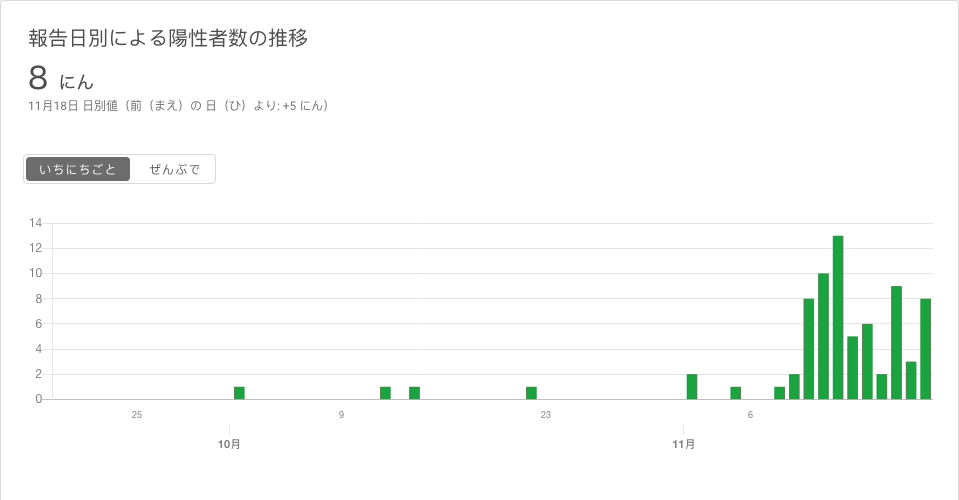 報告日別による陽性者数の推移
8 にん
11月18日 日別値（前（まえ）の 日（ひ）より: +5 にん）
いちにちごと ぜんぶで
14
12
10
8
6
4
2
0
25 9 23 6
10月 11月